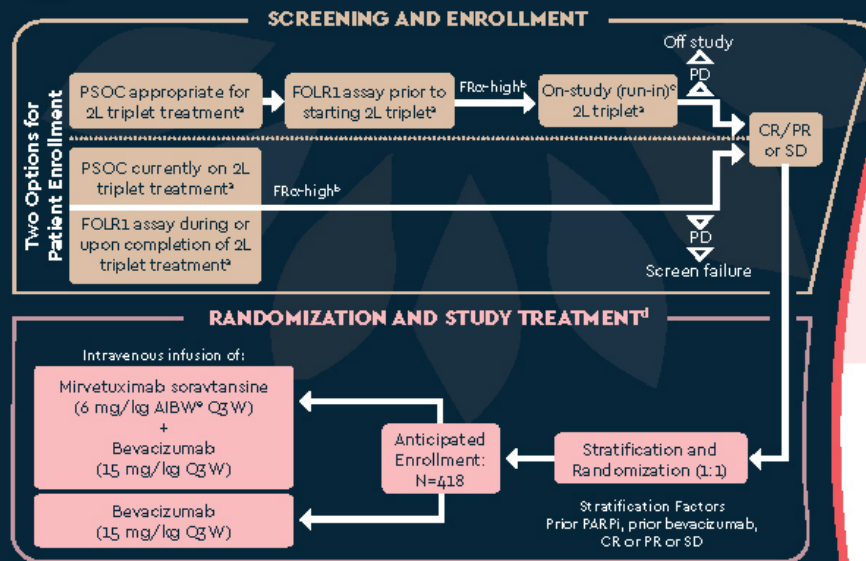 SCREENING AND ENROLLMENT
Two Options for
Patient Enrollment
PSOC appropriate for
2L triplet treatmentᵃ
FOLR1 assay prior to
starting 2L tripletᵃ
FRα-highᵇ
On-study (run-in)ᶜ
2L tripletᵃ
Off study
PD
CR/PR
or SD
PSOC currently on 2L
triplet treatmentᵃ
FRα-highᵇ
FOLR1 assay during or
upon completion of 2L
triplet treatmentᵃ
PD
Screen failure
RANDOMIZATION AND STUDY TREATMENTᵈ
Intravenous infusion of:
Mirvetuximab soravtansine
(6 mg/kg AIBWᵉ Q3W)
+
Bevacizumab
(15 mg/kg Q3W)
Bevacizumab
(15 mg/kg Q3W)
Anticipated
Enrollment:
N=418
Stratification and
Randomization (1:1)
Stratification Factors
Prior PARPi, prior bevacizumab,
CR or PR or SD